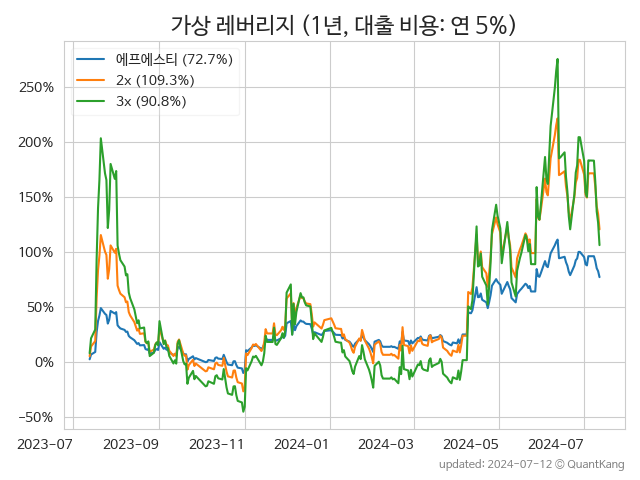 가상 레버리지 (1년, 대출 비용: 연 5%)
에프에스티 (72.7%)
2x (109.3%)
3x (90.8%)
250%
200%
150%
100%
50%
0%
−50%
2023-07 2023-09 2023-11 2024-01 2024-03 2024-05 2024-07
updated: 2024-07-12 ⓒ QuantKang